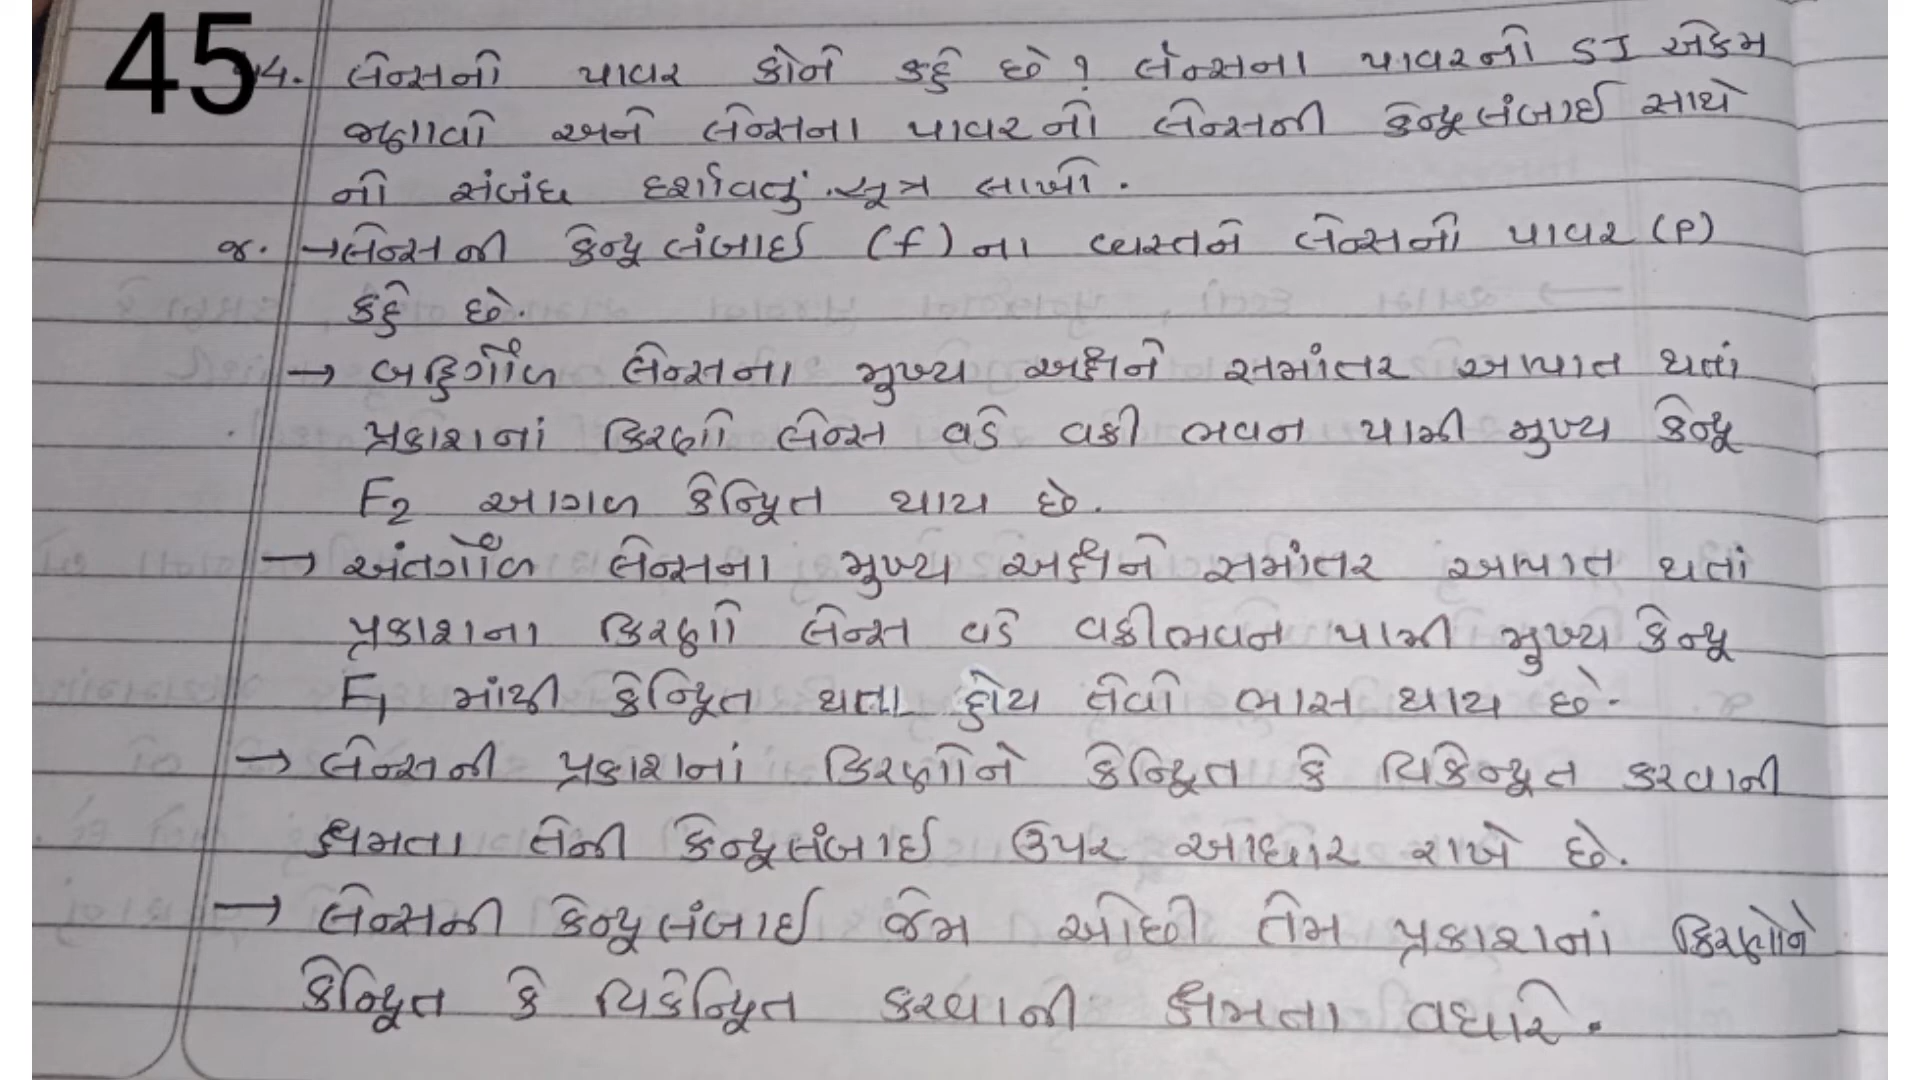 45
14. લેન્સનો પાવર કોને કહે છે? લેન્સના પાવરનો SI એકમ
જણાવો અને લેન્સના પાવરનો લેન્સની કેન્દ્રલંબાઈ સાથે
નો સંબંધ દર્શાવતું સૂત્ર લખો.
જ. → લેન્સની કેન્દ્રલંબાઈ (f) ના વ્યસ્તને લેન્સનો પાવર (P)
કહે છે.
→ બહિર્ગોળ લેન્સના મુખ્ય અક્ષને સમાંતર આપાત થતાં
પ્રકાશનાં કિરણો લેન્સ વડે વક્રીભવન પામી મુખ્ય કેન્દ્ર
F2 આગળ કેન્દ્રિત થાય છે.
→ અંતર્ગોળ લેન્સના મુખ્ય અક્ષને સમાંતર આપાત થતાં
પ્રકાશના કિરણો લેન્સ વડે વક્રીભવન પામી મુખ્ય કેન્દ્ર
F1 માંથી કેન્દ્રિત થતા હોય તેવો ભાસ થાય છે.
→ લેન્સની પ્રકાશનાં કિરણોને કેન્દ્રિત કે વિકેન્દ્રત કરવાની
ક્ષમતા તેની કેન્દ્રલંબાઈ ઉપર આધાર રાખે છે.
→ લેન્સની કેન્દ્રલંબાઈ જેમ ઓછી તેમ પ્રકાશનાં કિરણોને
કેન્દ્રિત કે વિકેન્દ્રિત કરવાની ક્ષમતા વધારે.